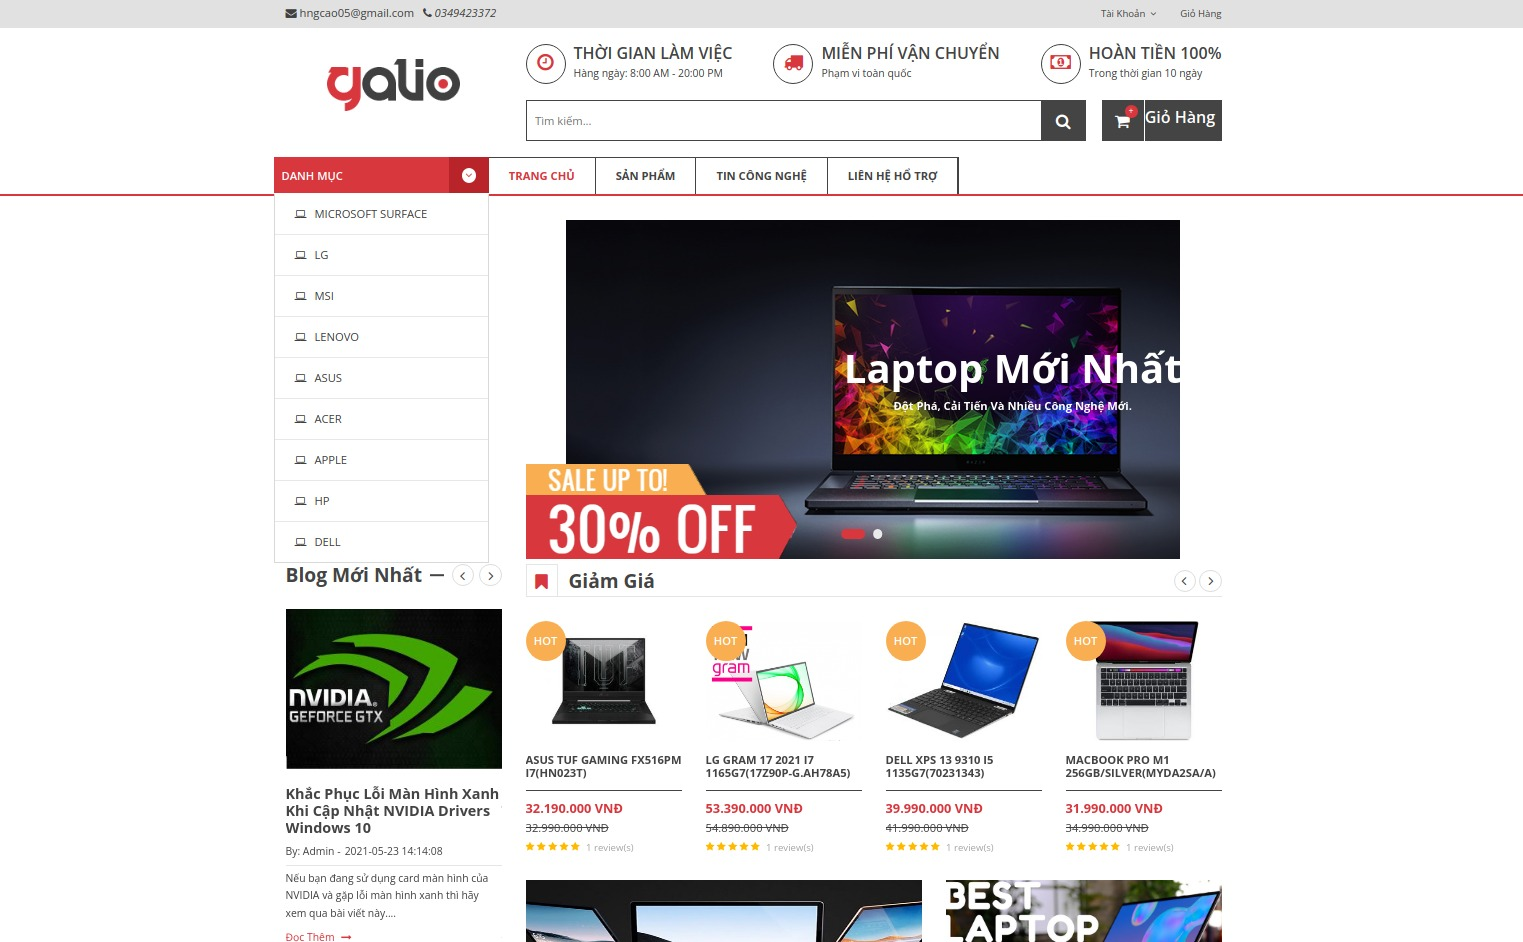 hngcao05@gmail.com 0349423372
Tài Khoản Giỏ Hàng
yalio
THỜI GIAN LÀM VIỆC
Hàng ngày: 8:00 AM - 20:00 PM
MIỄN PHÍ VẬN CHUYỂN
Phạm vi toàn quốc
HOÀN TIỀN 100%
Trong thời gian 10 ngày
Tìm kiếm...
Giỏ Hàng
DANH MỤC
TRANG CHỦ
SẢN PHẨM
TIN CÔNG NGHỆ
LIÊN HỆ HỖ TRỢ
MICROSOFT SURFACE
LG
MSI
LENOVO
ASUS
ACER
APPLE
HP
DELL
Laptop Mới Nhất
Đột Phá, Cải Tiến Và Nhiều Công Nghệ Mới.
SALE UP TO!
30% OFF
Blog Mới Nhất
NVIDIA.
GEFORCE GTX
Khắc Phục Lỗi Màn Hình Xanh
Khi Cập Nhật NVIDIA Drivers
Windows 10
By: Admin - 2021-05-23 14:14:08
Nếu bạn đang sử dụng card màn hình của
NVIDIA và gặp lỗi màn hình xanh thì hãy
xem qua bài viết này....
Đọc Thêm
Giảm Giá
HOT
ASUS TUF GAMING FX516PM
I7(HN023T)
32.190.000 VNĐ
32.990.000 VNĐ
1 review(s)
HOT
gram
LG GRAM 17 2021 I7
1165G7(17Z90P-G.AH78A5)
53.390.000 VNĐ
54.890.000 VNĐ
1 review(s)
HOT
DELL XPS 13 9310 I5
1135G7(70231343)
39.990.000 VNĐ
41.990.000 VNĐ
1 review(s)
HOT
MACBOOK PRO M1
256GB/SILVER(MYDA2SA/A)
31.990.000 VNĐ
34.990.000 VNĐ
1 review(s)
BEST
LAPTOP